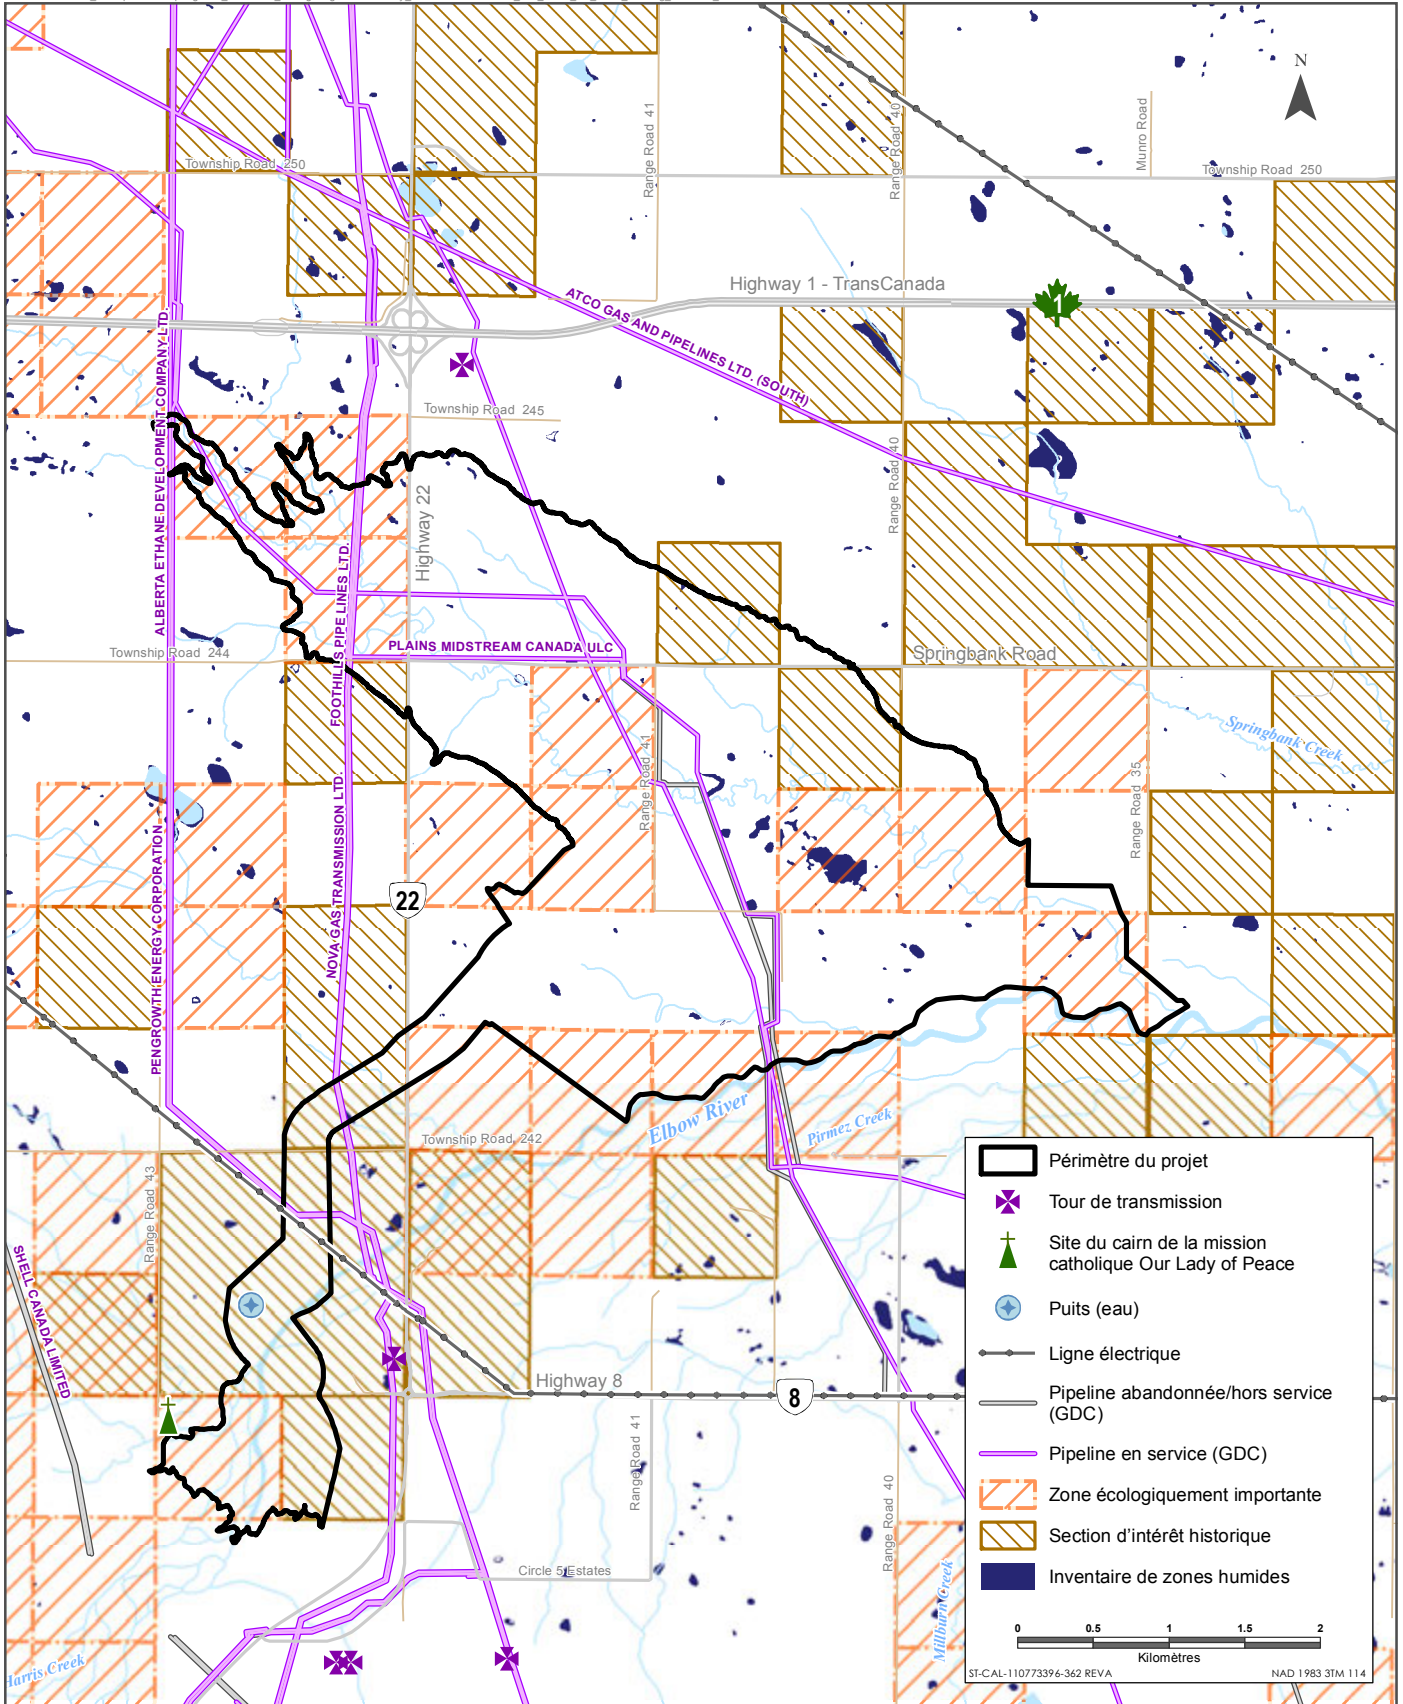 N
Range Road 41
Range Road 40
Munro Road
Township Road 250
Township Road 250
Highway 1 - TransCanada
1
ATCO GAS AND PIPELINES LTD. (SOUTH)
ALBERTA ETHANE DEVELOPMENT COMPANY LTD.
Township Road 245
Highway 22
Range Road 40
FOOTHILLS PIPE LINES LTD.
PLAINS MIDSTREAM CANADA ULC
Township Road 244
Springbank Road
Springbank Creek
Range Road 41
Range Road 35
NOVA GAS TRANSMISSION LTD.
PENGROWTH ENERGY CORPORATION
22
Elbow River
Pirmez Creek
Township Road 242
Range Road 43
SHELL CANADA LIMITED
Highway 8
8
Range Road 41
Range Road 40
Circle 5 Estates
Millburn Creek
Harris Creek
Périmètre du projet
Tour de transmission
Site du cairn de la mission
catholique Our Lady of Peace
Puits (eau)
Ligne électrique
Pipeline abandonnée/hors service
(GDC)
Pipeline en service (GDC)
Zone écologiquement importante
Section d'intérêt historique
Inventaire de zones humides
0 0.5 1 1.5 2
Kilomètres
ST-CAL-110773396-362 REVA NAD 1983 3TM 114